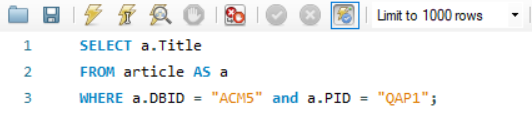 Limit to 1000 rows
1 SELECT a.Title
2 FROM article AS a
3 WHERE a.DBID = "ACM5" and a.PID = "QAP1";